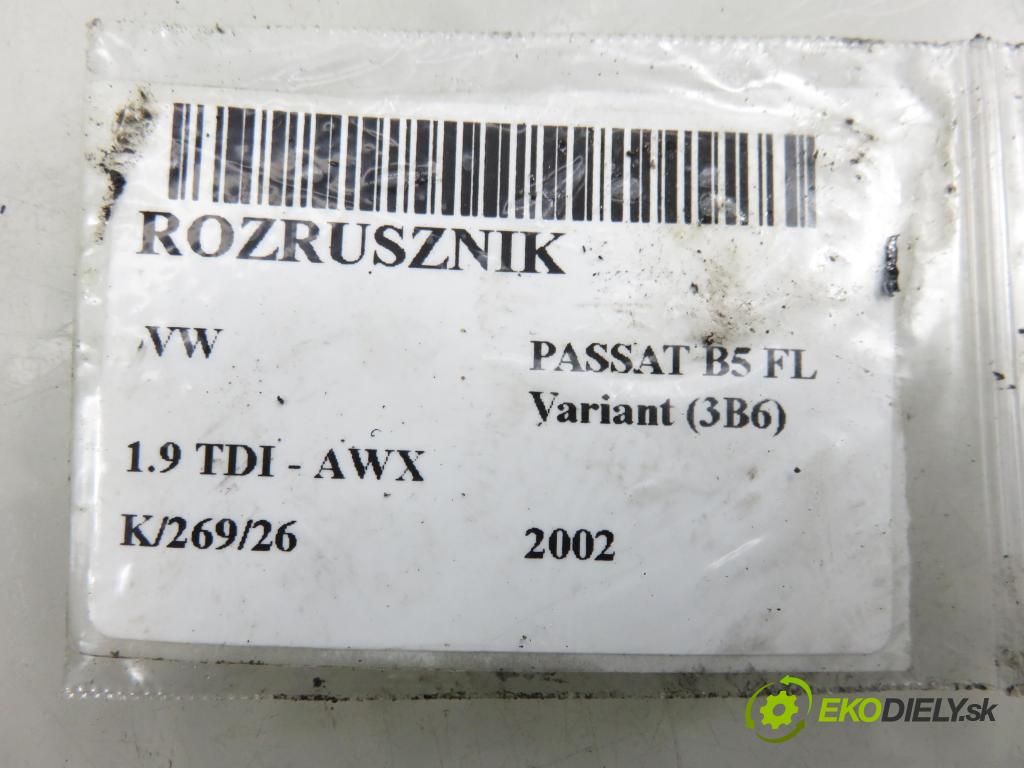 ROZRUSZNIK
VW
PASSAT B5 FL
Variant (3B6)
1.9 TDI - AWX
K/269/26
2002
EKODIELY.sk